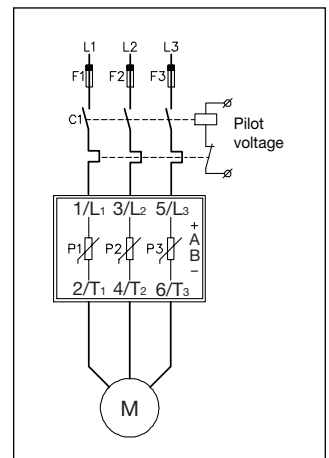 L1 L2 L3
F1 F2 F3
C1
Pilot
voltage
1/L₁ 3/L₂ 5/L₃
+
A
P1 P2 P3
B
–
2/T₁ 4/T₂ 6/T₃
M